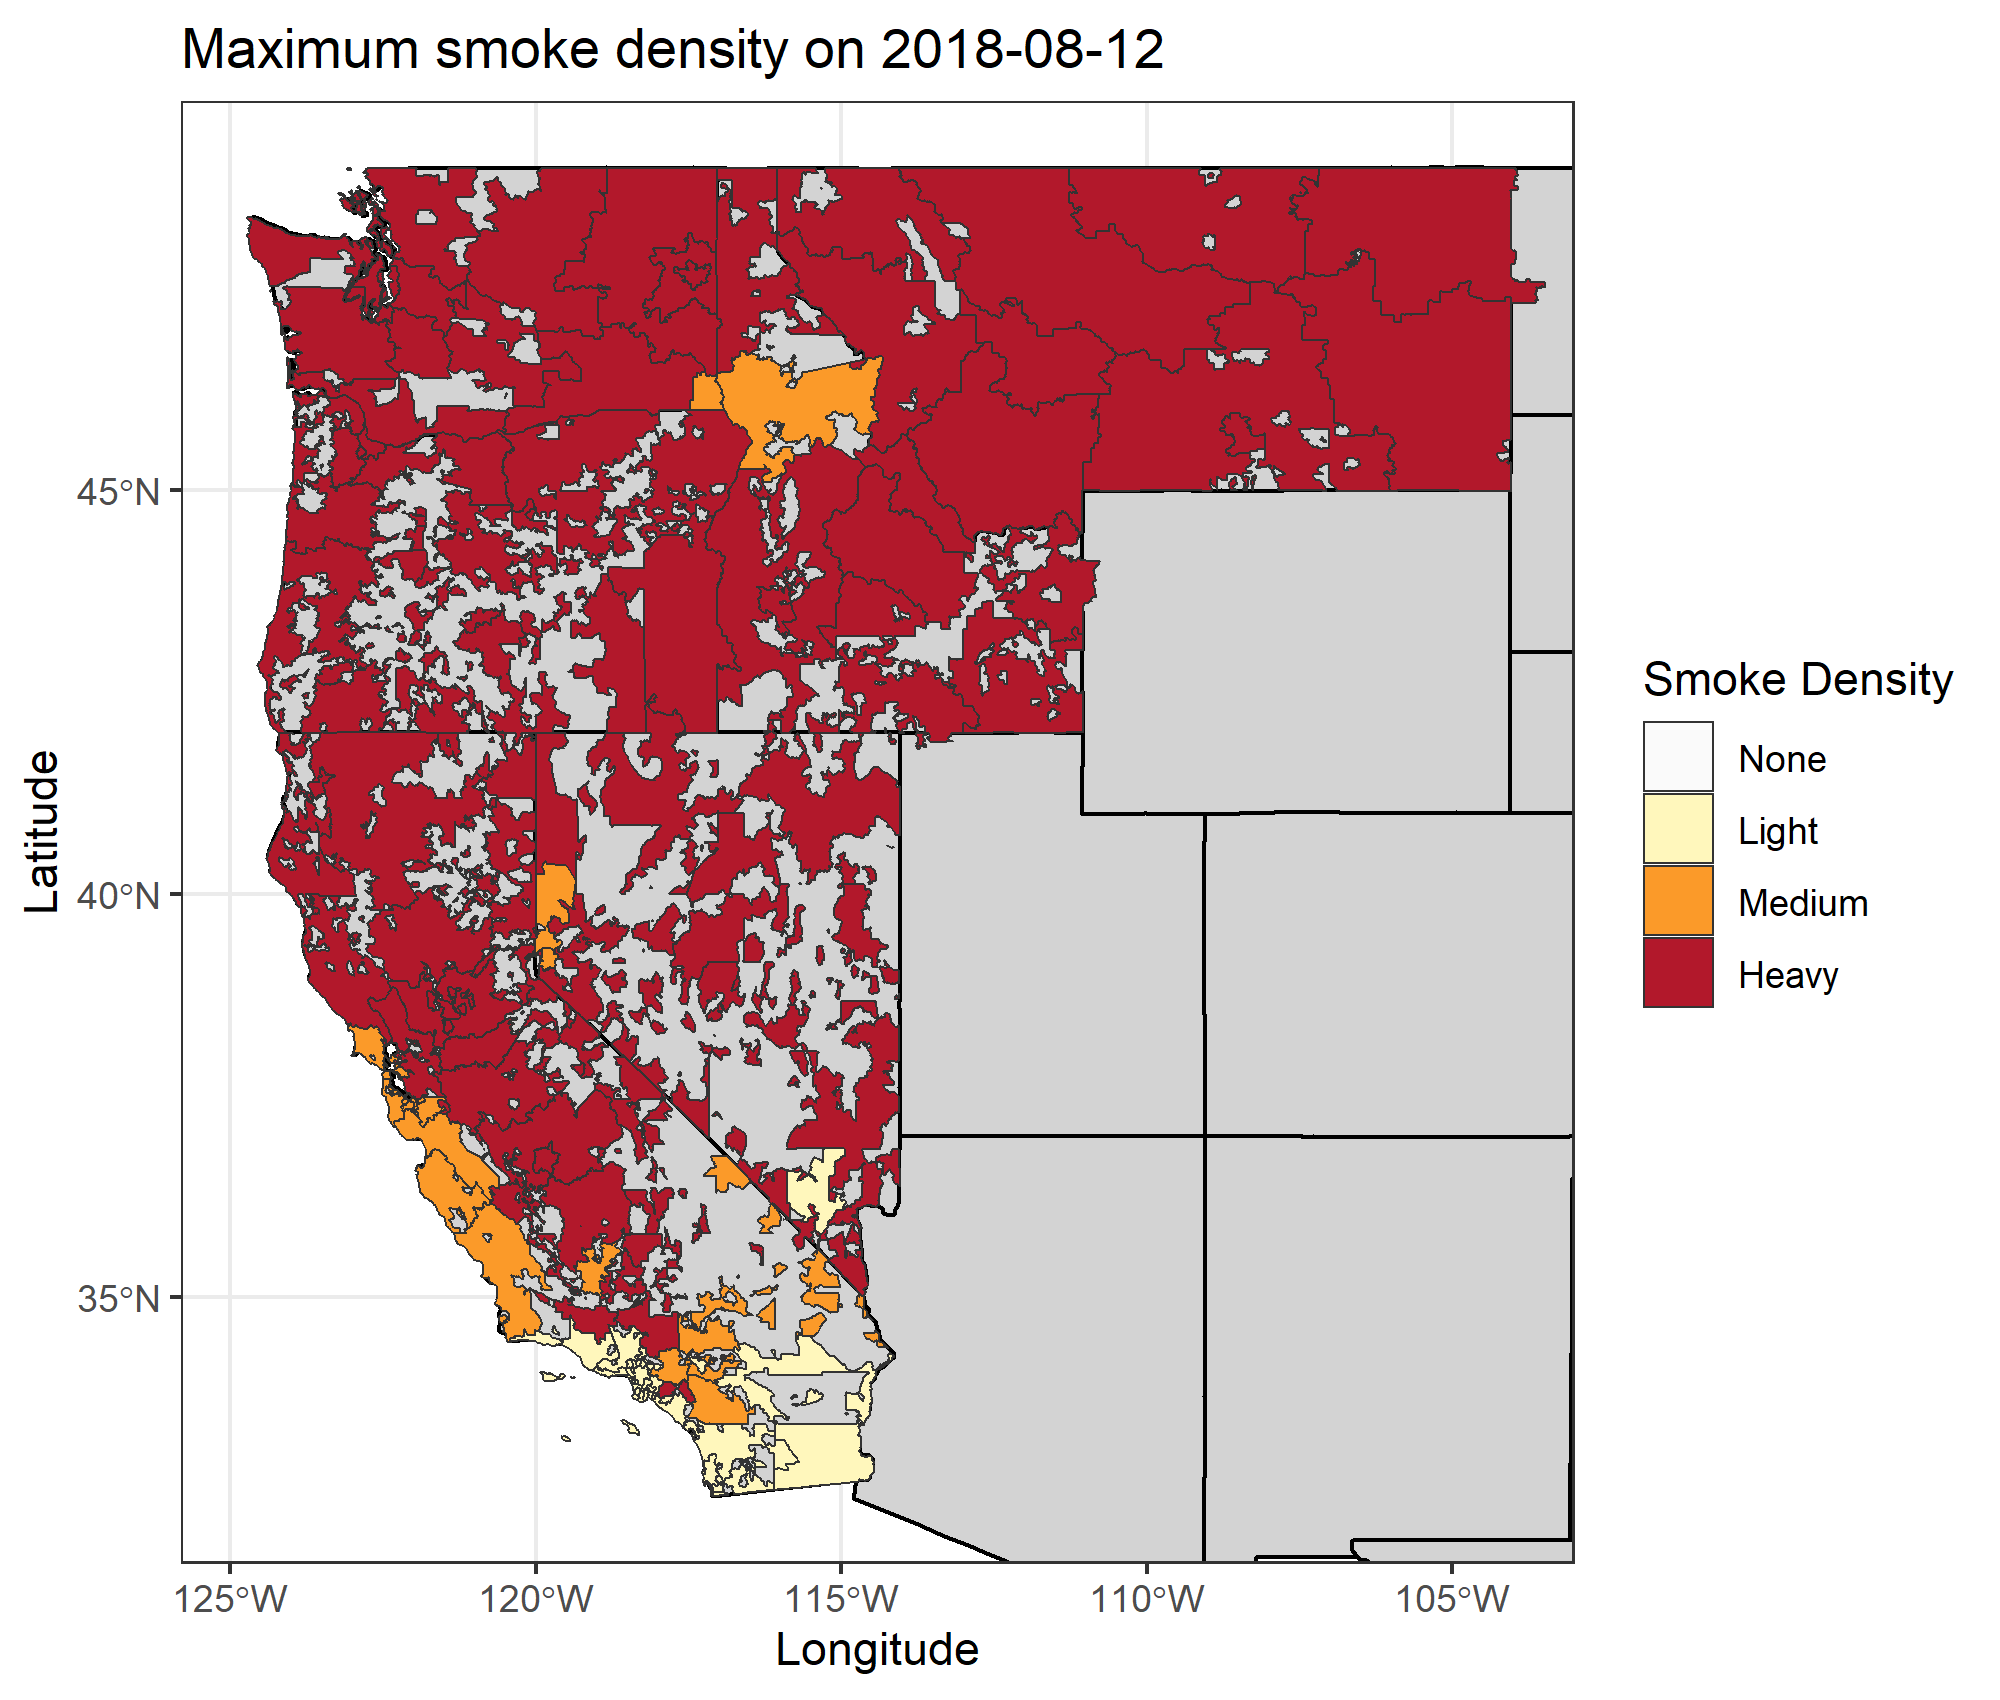 Maximum smoke density on 2018-08-12
45°N
40°N
35°N
Latitude
125°W
120°W
115°W
110°W
105°W
Longitude
Smoke Density
None
Light
Medium
Heavy